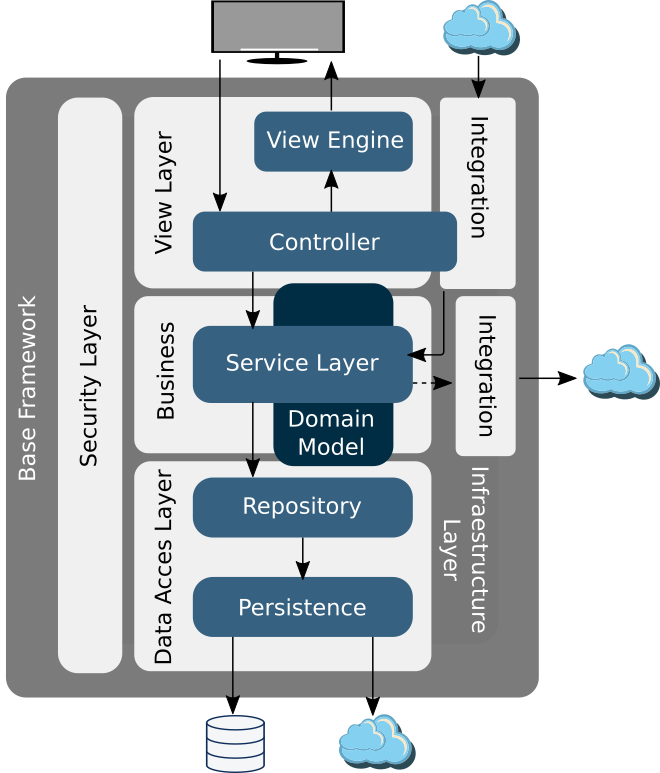 View Engine
Integration
View Layer
Controller
Base Framework
Security Layer
Business
Service Layer
Integration
Domain
Model
Data Acces Layer
Repository
Infraestructure
Layer
Persistence